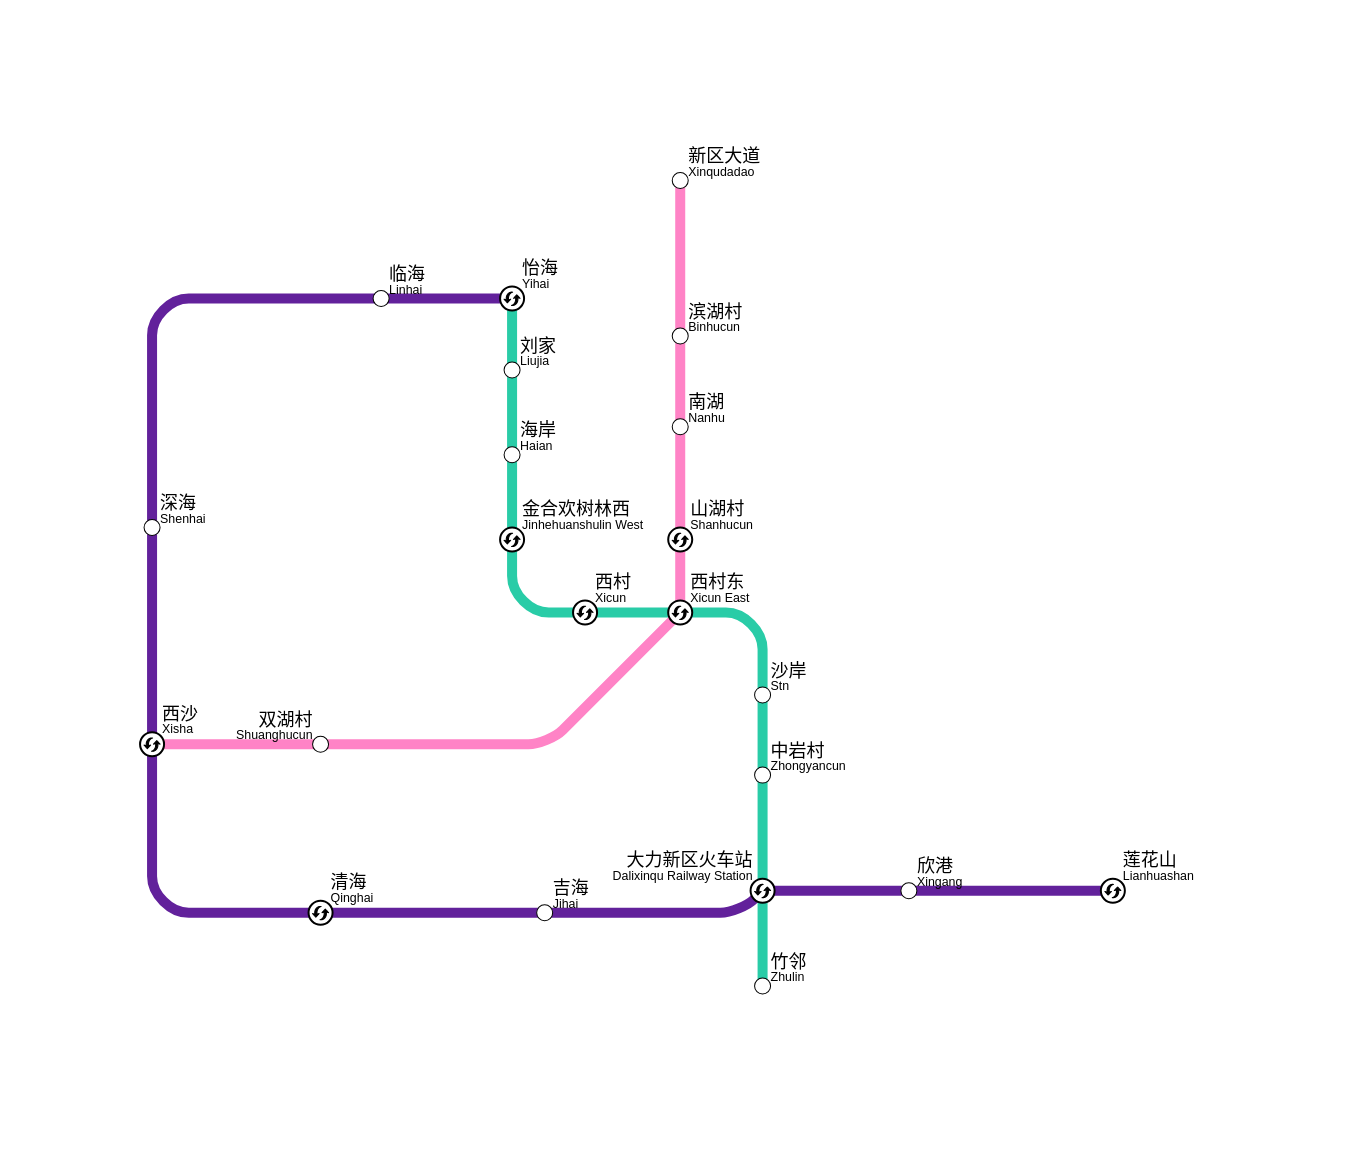 新区大道
Xinqudadao
临海
Linhai
怡海
Yihai
滨湖村
Binhucun
刘家
Liujia
南湖
Nanhu
海岸
Haian
深海
Shenhai
金合欢树林西
Jinhehuanshulin West
山湖村
Shanhucun
西村
Xicun
西村东
Xicun East
沙岸
Stn
西沙
Xisha
双湖村
Shuanghucun
中岩村
Zhongyancun
大力新区火车站
Dalixinqu Railway Station
欣港
Xingang
莲花山
Lianhuashan
清海
Qinghai
吉海
Jihai
竹邻
Zhulin